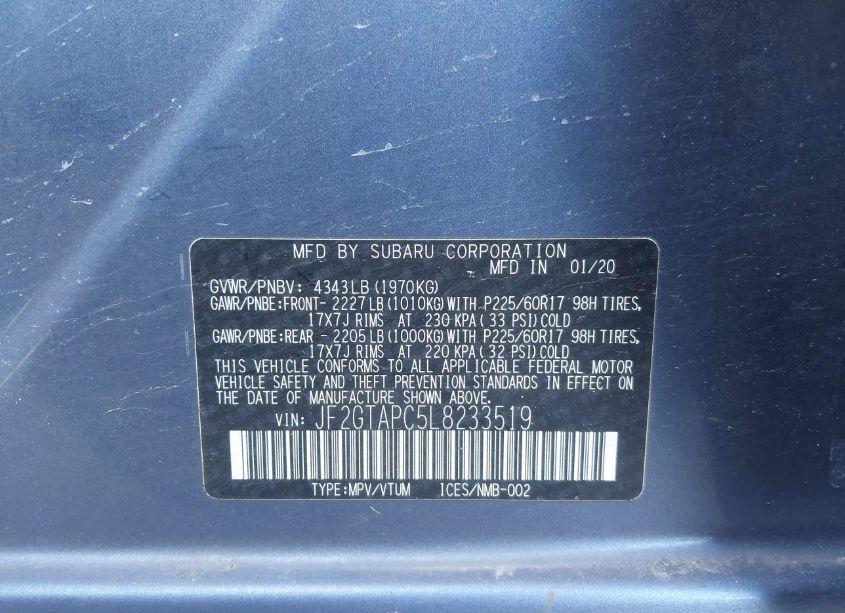 MFD BY SUBARU CORPORATION
MFD IN 01/20
GVWR/PNBV: 4343LB (1970KG)
GAWR/PNBE:FRONT- 2227LB (1010KG) WITH P225/60R17 98H TIRES,
17X7J RIMS AT 230 KPA ( 33 PSI) COLD
GAWR/PNBE:REAR - 2205LB (1000KG) WITH P225/60R17 98H TIRES,
17X7J RIMS AT 220 KPA ( 32 PSI) COLD
THIS VEHICLE CONFORMS TO ALL APPLICABLE FEDERAL MOTOR
VEHICLE SAFETY AND THEFT PREVENTION STANDARDS IN EFFECT ON
THE DATE OF MANUFACTURE SHOWN ABOVE.
VIN: JF2GTAPC5L8233519
TYPE:MPV/VTUM ICES/NMB-002